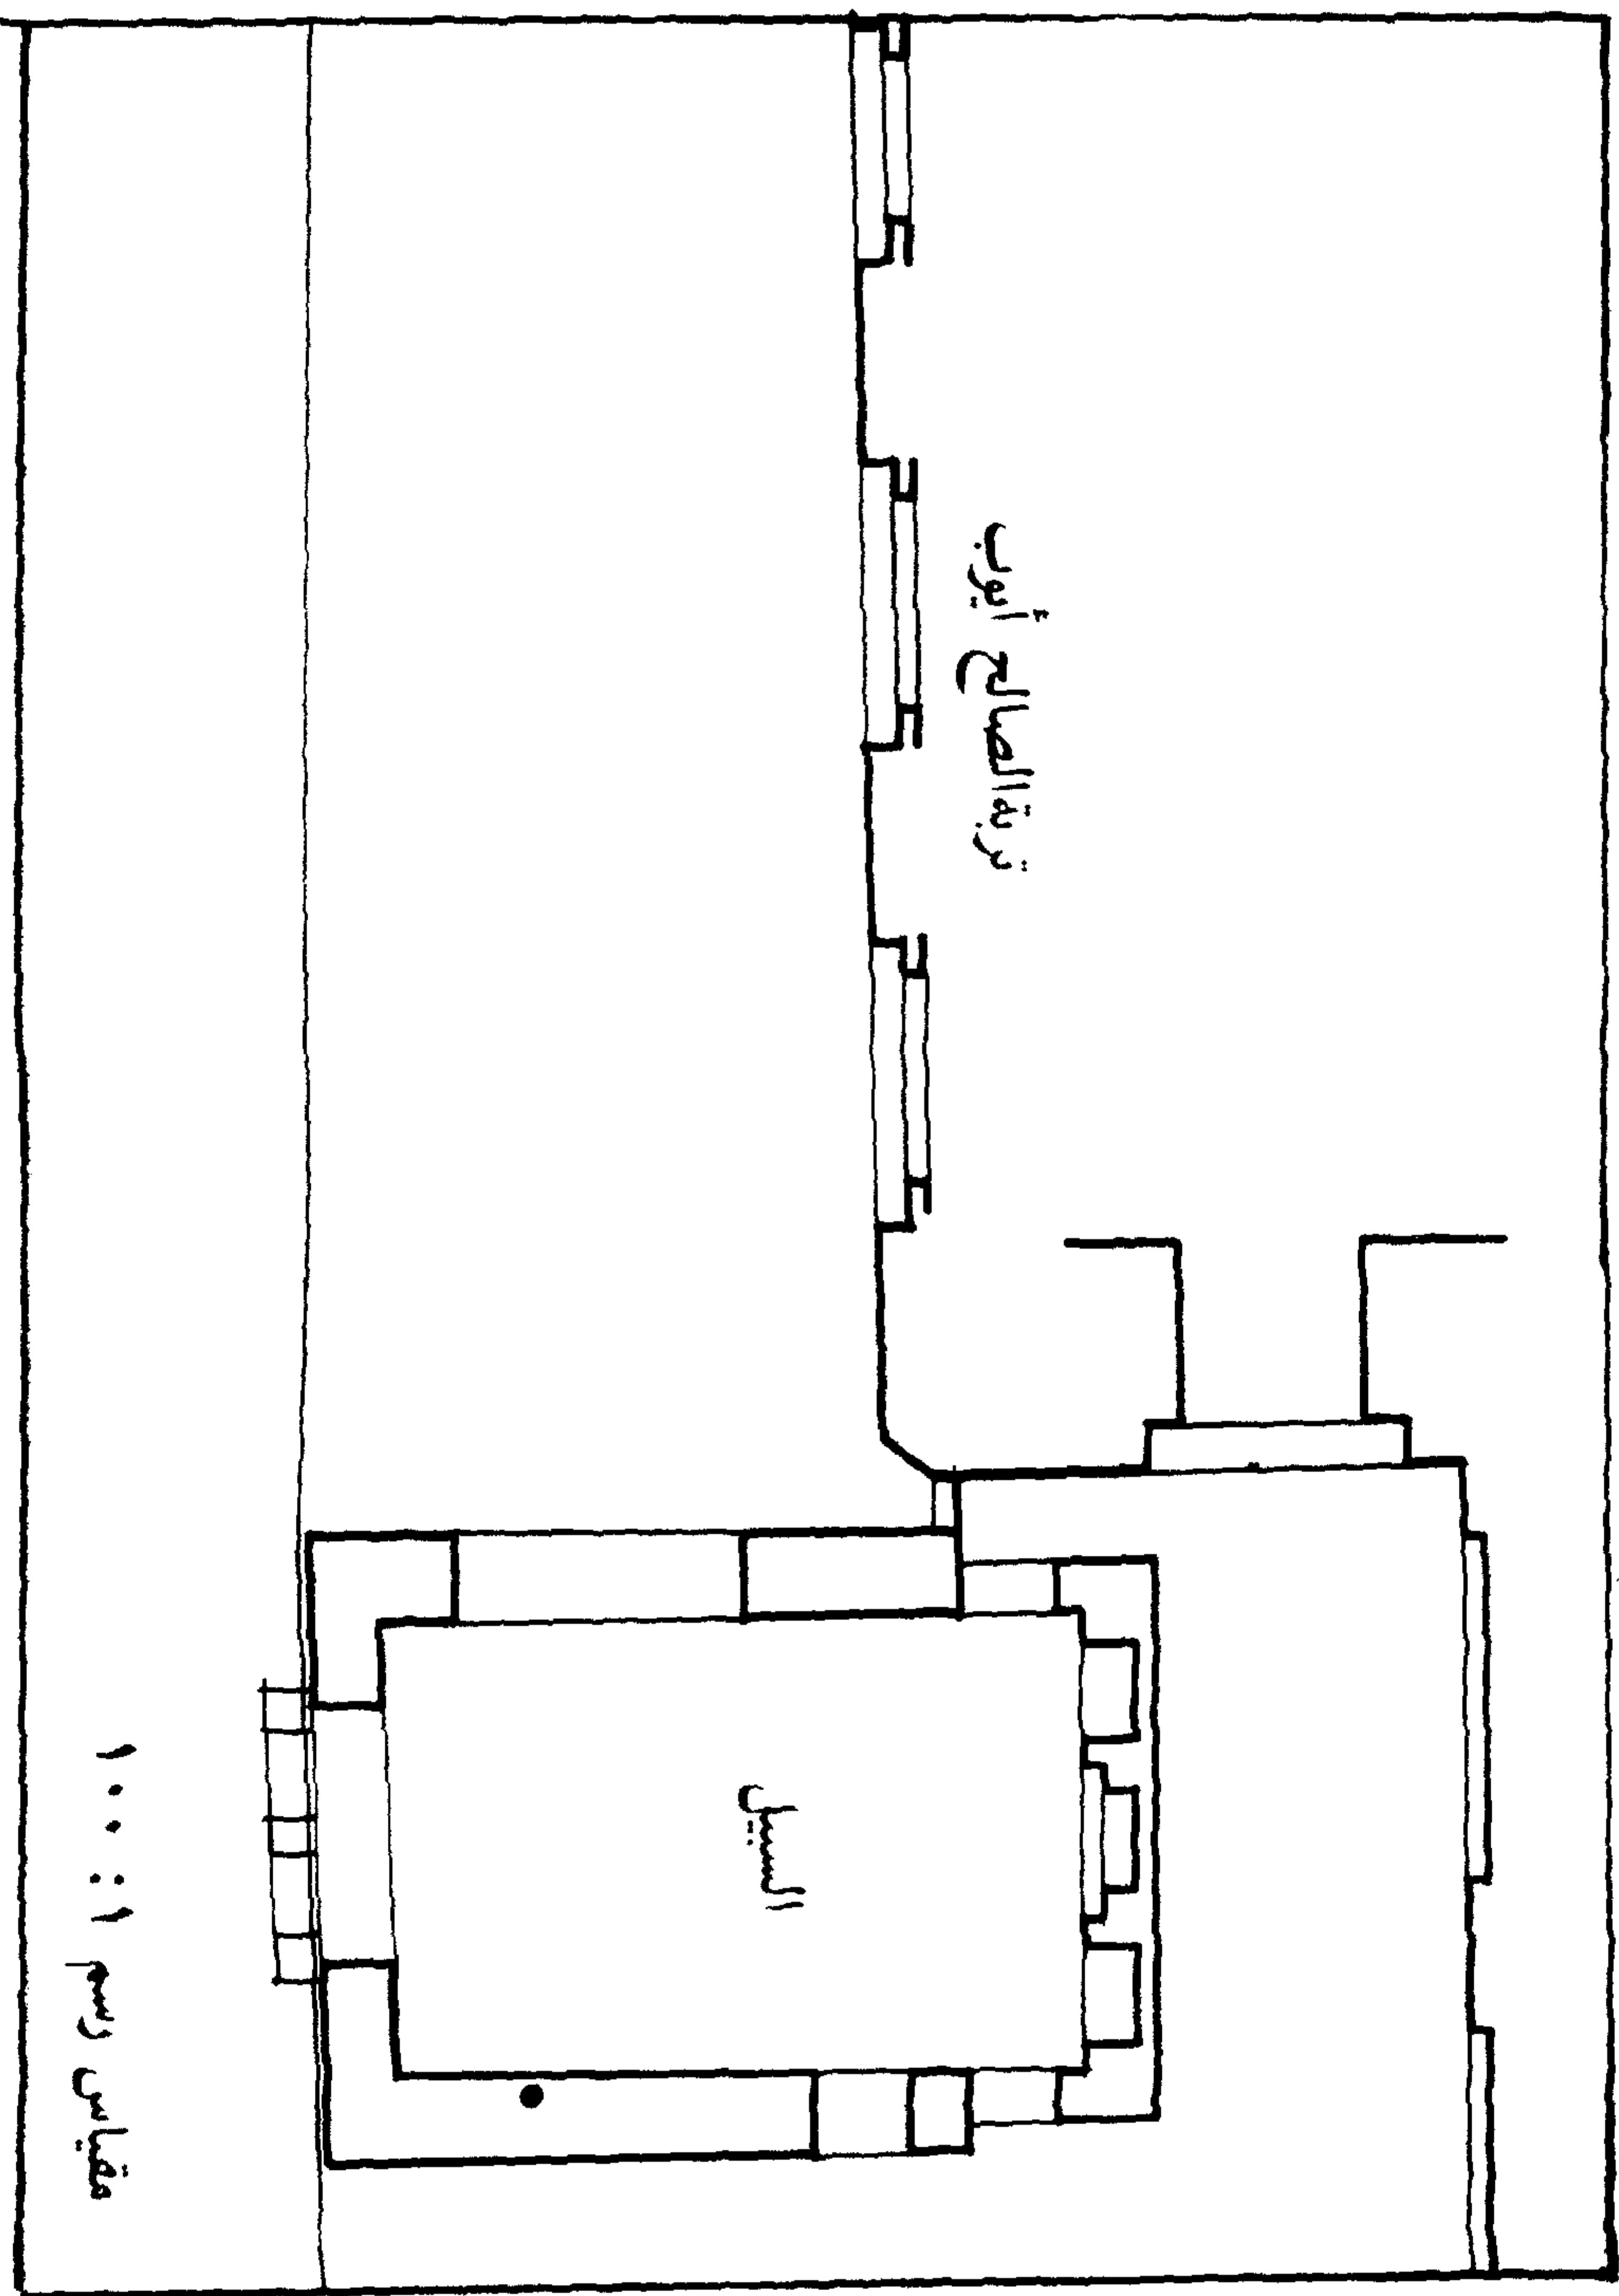 تربة الصالح أيوب
السبيل
مقياس رسم ١ : ١٠٠